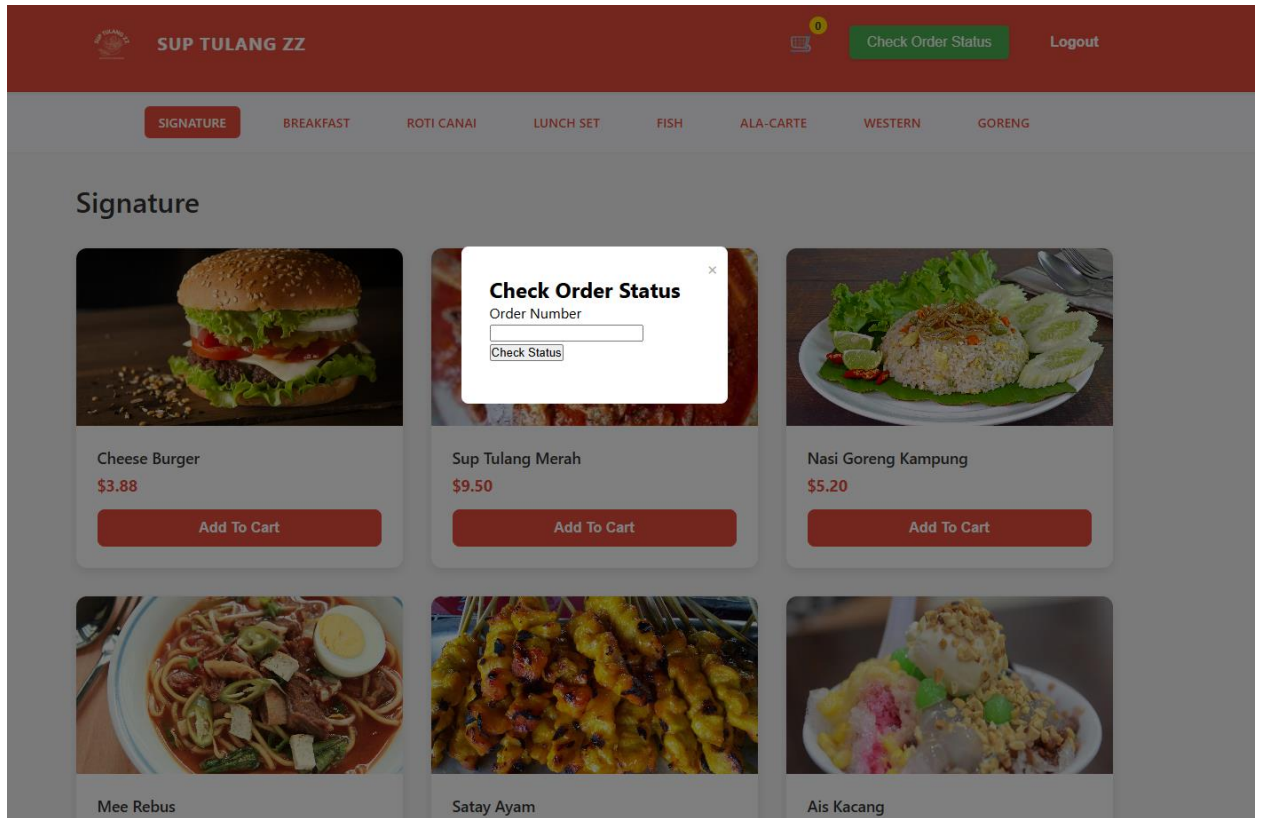 SUP TULANG ZZ
0
Check Order Status
Logout
SIGNATURE
BREAKFAST
ROTI CANAI
LUNCH SET
FISH
ALA-CARTE
WESTERN
GORENG
Signature
×
Check Order Status
Order Number
Check Status
Cheese Burger
$3.88
Add To Cart
Sup Tulang Merah
$9.50
Add To Cart
Nasi Goreng Kampung
$5.20
Add To Cart
Mee Rebus
Satay Ayam
Ais Kacang